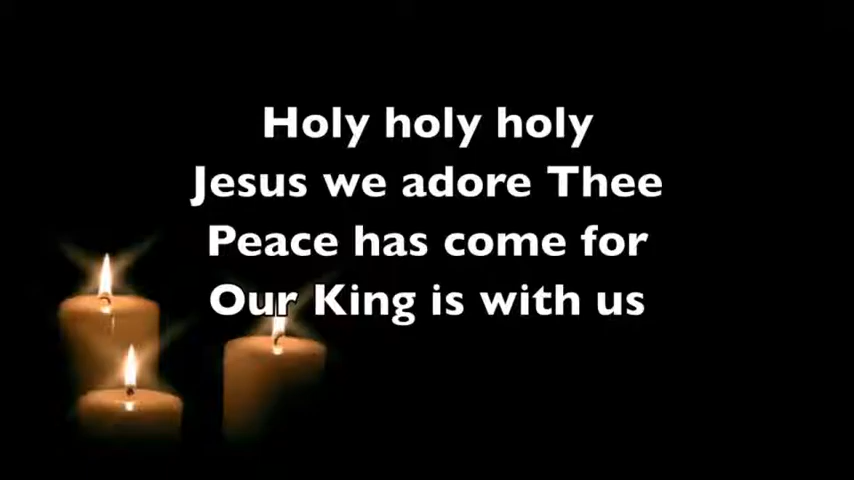 Holy holy holy
Jesus we adore Thee
Peace has come for
Our King is with us